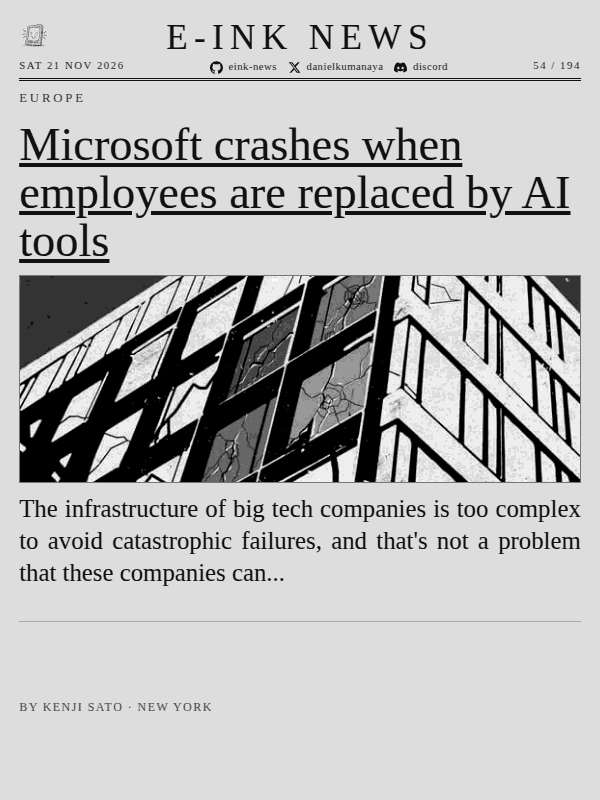 E-INK NEWS
SAT 21 NOV 2026
eink-news danielkumanaya discord
54 / 194
EUROPE
Microsoft crashes when
employees are replaced by AI
tools
The infrastructure of big tech companies is too complex
to avoid catastrophic failures, and that's not a problem
that these companies can...
BY KENJI SATO · NEW YORK